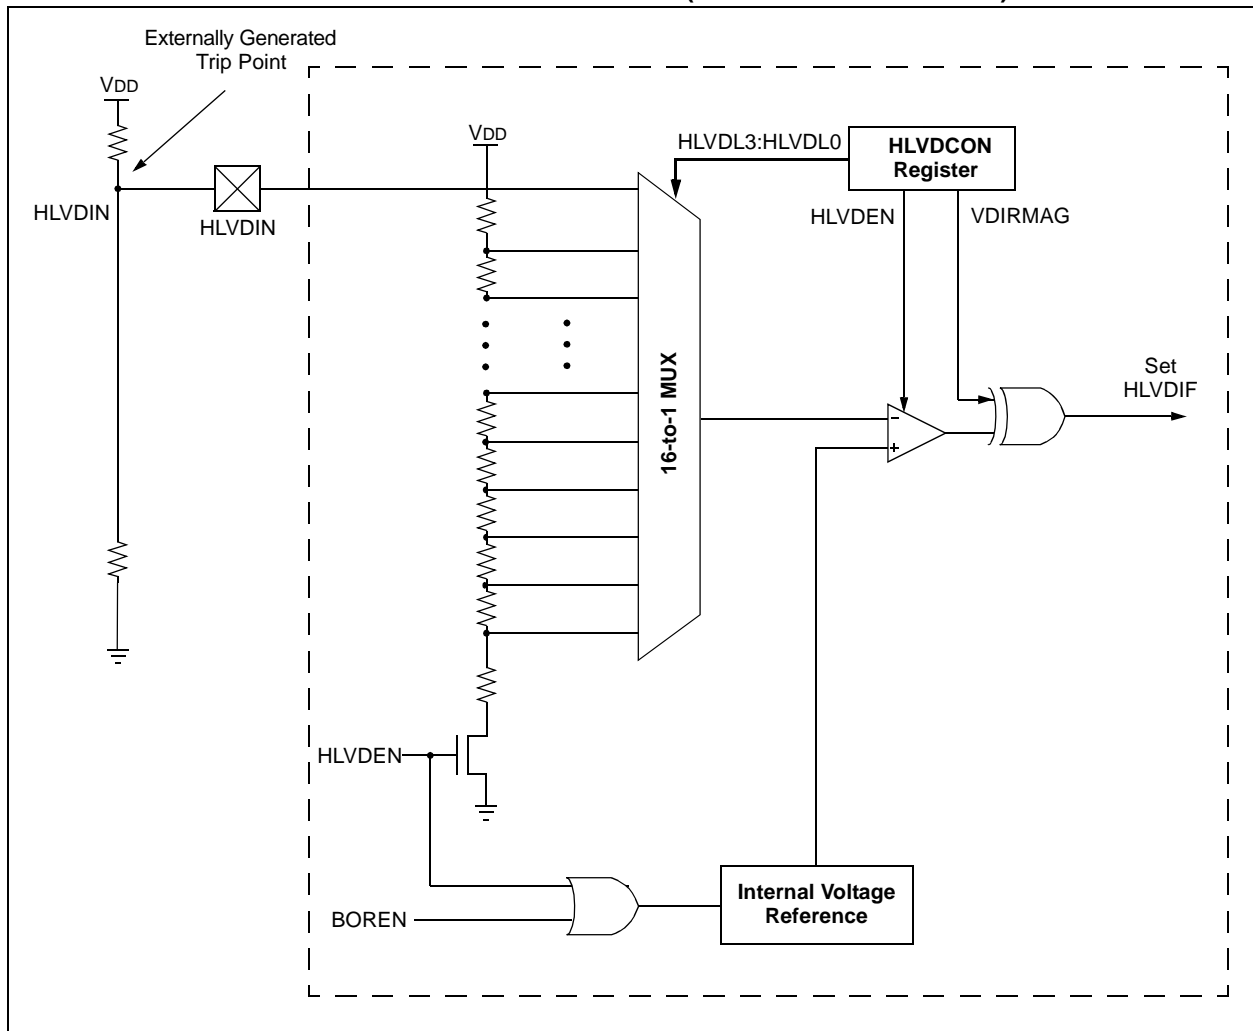 Externally Generated
Trip Point
VDD
VDD
HLVDL3:HLVDL0
HLVDCON
Register
HLVDIN
HLVDIN
HLVDEN
VDIRMAG
16-to-1 MUX
Set
HLVDIF
-
+
HLVDEN
BOREN
Internal Voltage
Reference